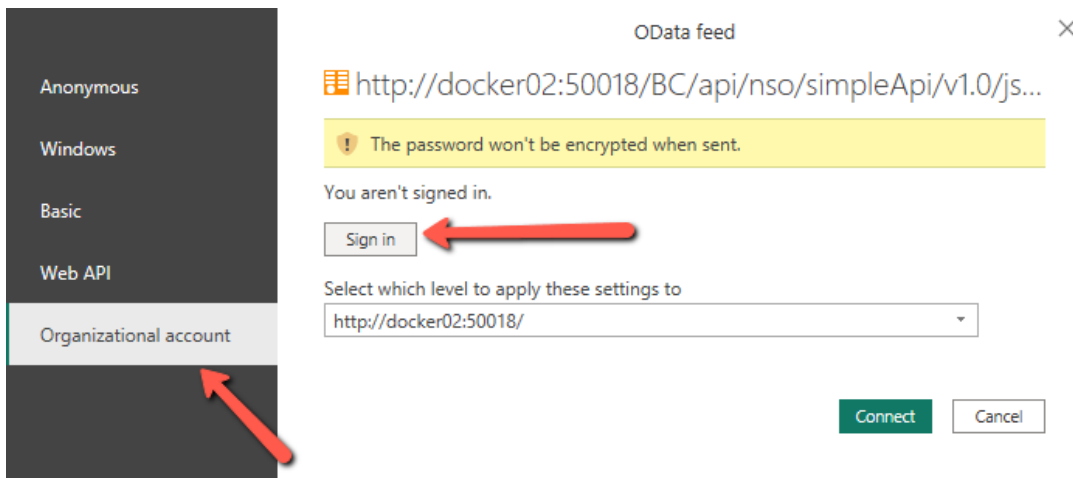 OData feed
Anonymous
Windows
Basic
Web API
Organizational account
http://docker02:50018/BC/api/nso/simpleApi/v1.0/js...
The password won't be encrypted when sent.
You aren't signed in.
Sign in
Select which level to apply these settings to
http://docker02:50018/
Connect
Cancel